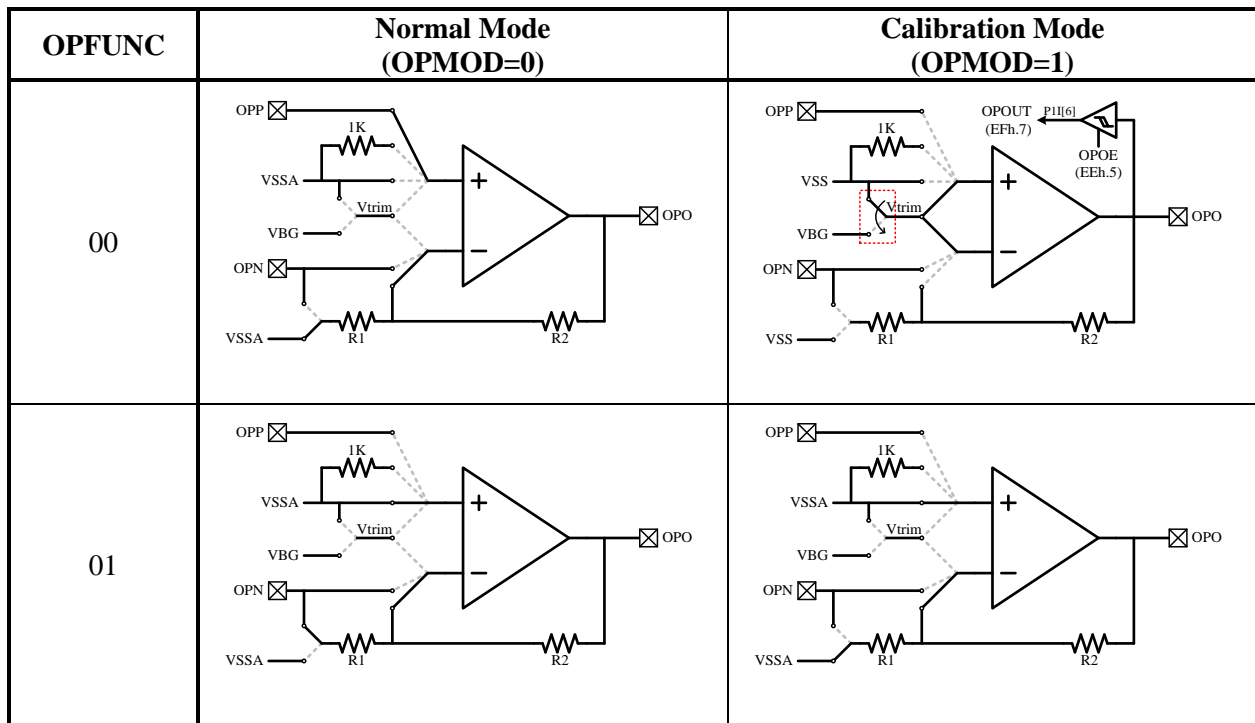 OPFUNC
Normal Mode
(OPMOD=0)
Calibration Mode
(OPMOD=1)
00
OPP
1K
VSSA
Vtrim
VBG
OPN
VSSA
R1
R2
+
−
OPO
OPP
1K
VSS
Vtrim
VBG
OPN
VSS
R1
R2
+
−
OPOUT
(EFh.7)
P1I[6]
OPOE
(EEh.5)
OPO
01
OPP
1K
VSSA
Vtrim
VBG
OPN
VSSA
R1
R2
+
−
OPO
OPP
1K
VSSA
Vtrim
VBG
OPN
VSSA
R1
R2
+
−
OPO